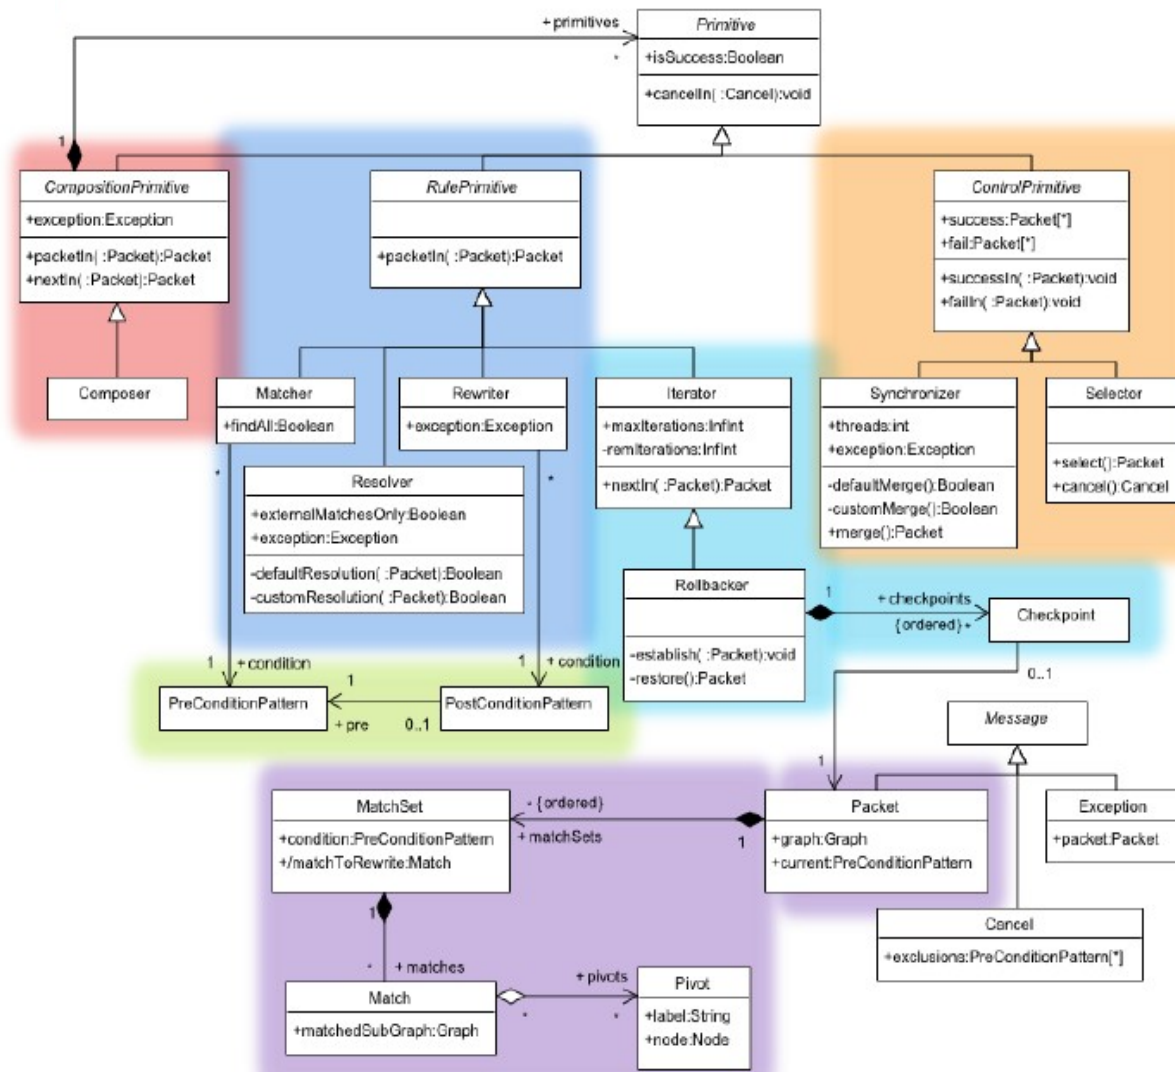 + primitives
*
Primitive
+isSuccess:Boolean
+cancelIn( :Cancel):void
1
CompositionPrimitive
+exception:Exception
+packetIn( :Packet):Packet
+nextIn( :Packet):Packet
RulePrimitive
+packetIn( :Packet):Packet
ControlPrimitive
+success:Packet[*]
+fail:Packet[*]
+successIn( :Packet):void
+failIn( :Packet):void
Composer
Matcher
+findAll:Boolean
*
Rewriter
+exception:Exception
*
Iterator
+maxIterations:InfInt
-remIterations:InfInt
+nextIn( :Packet):Packet
Synchronizer
+threads:int
+exception:Exception
-defaultMerge():Boolean
-customMerge():Boolean
+merge():Packet
Selector
+select():Packet
+cancel():Cancel
Resolver
+externalMatchesOnly:Boolean
+exception:Exception
-defaultResolution( :Packet):Boolean
-customResolution( :Packet):Boolean
Rollbacker
-establish( :Packet):void
-restore():Packet
1
+ checkpoints
{ordered} *
Checkpoint
0..1
1
1 + condition
1 + condition
PreConditionPattern
1
+ pre
0..1
PostConditionPattern
Message
MatchSet
+condition:PreConditionPattern
+/matchToRewrite:Match
- {ordered}
+ matchSets
1
Packet
+graph:Graph
+current:PreConditionPattern
Exception
+packet:Packet
Cancel
+exclusions:PreConditionPattern[*]
1
*
+ matches
Match
+matchedSubGraph:Graph
*
+ pivots
*
Pivot
+label:String
+node:Node